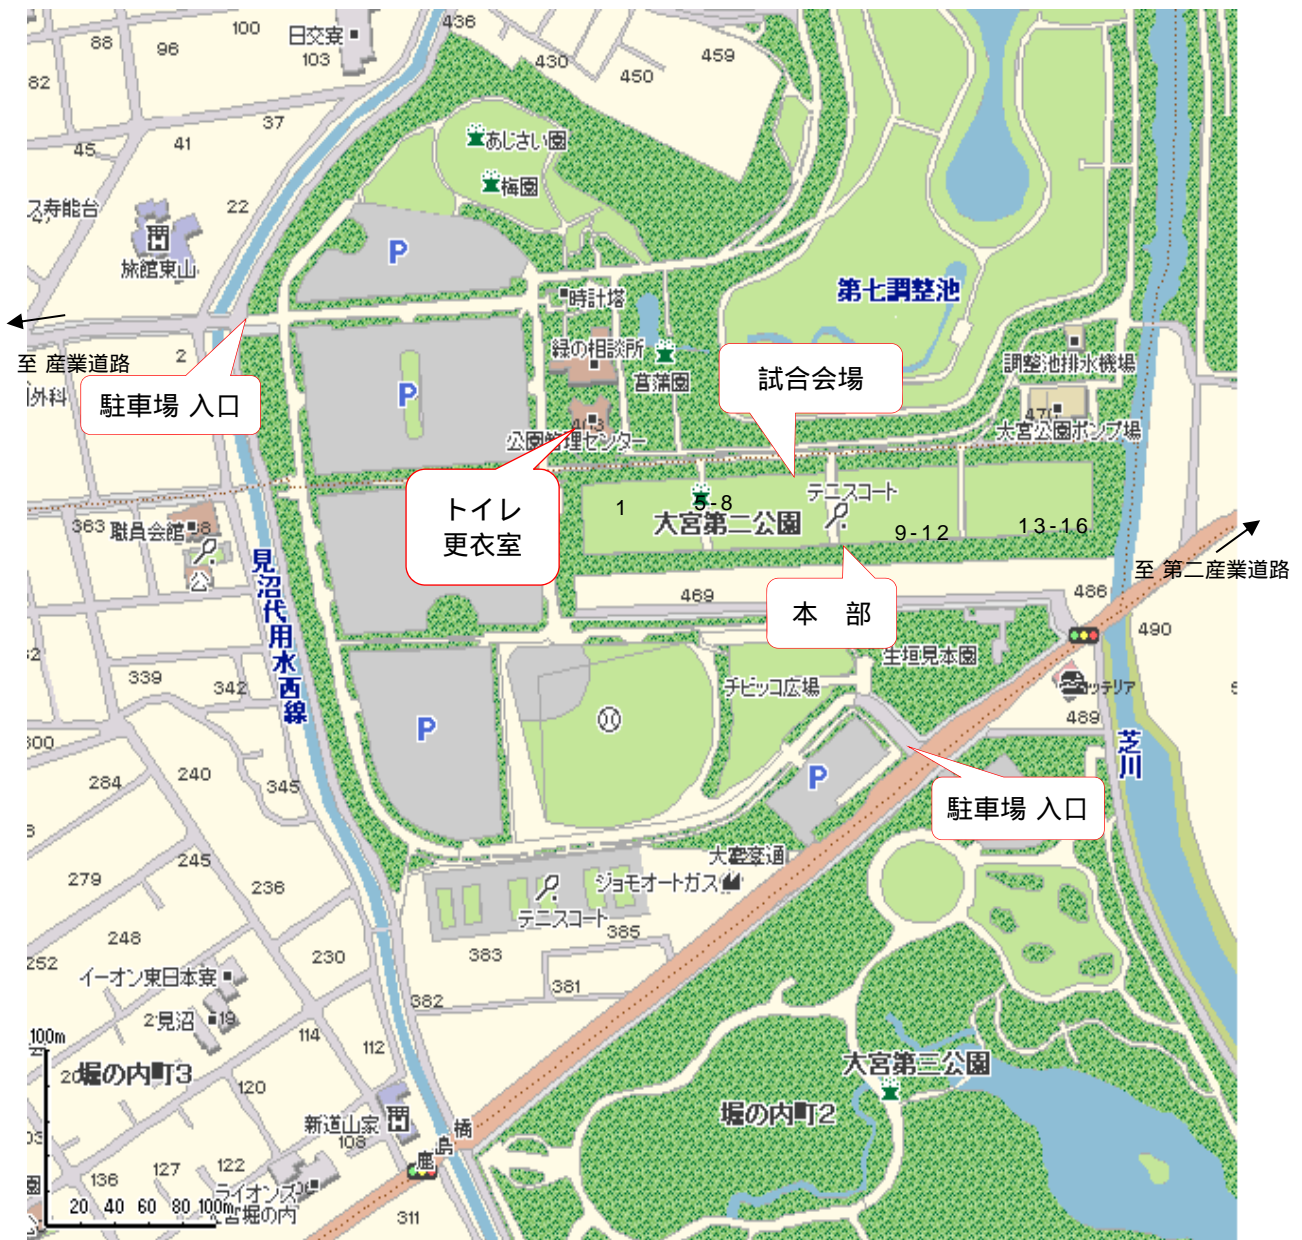 436
88
96
100
日交寮
103
430
450
459
82
37
45
41
あじさい園
梅園
ス寿能台
22
旅館東山
P
第七調整池
時計塔
至 産業道路
2
緑の相談所
菖蒲園
試合会場
調整池排水機場
外科
駐車場 入口
P
公園管理センター
大宮公園ポンプ場
トイレ
更衣室
テニスコート
1
5-8
大宮第二公園
9-12
13-16
363
職員会館
公
見沼代用水西線
至 第二産業道路
469
486
本 部
490
生垣見本園
339
342
チビッコ広場
ロッテリア
489
P
芝川
300
240
284
345
P
駐車場 入口
245
大宮交通
279
236
ジョモオートガス
テニスコート
385
248
230
383
252
イーオン東日本寮
381
382
見沼
19
114
100m
112
堀の内町3
大宮第三公園
120
堀の内町2
新道山家
108
鹿島橋
136
127
122
20 40 60 80 100m
ライオンズ
大宮堀の内
311